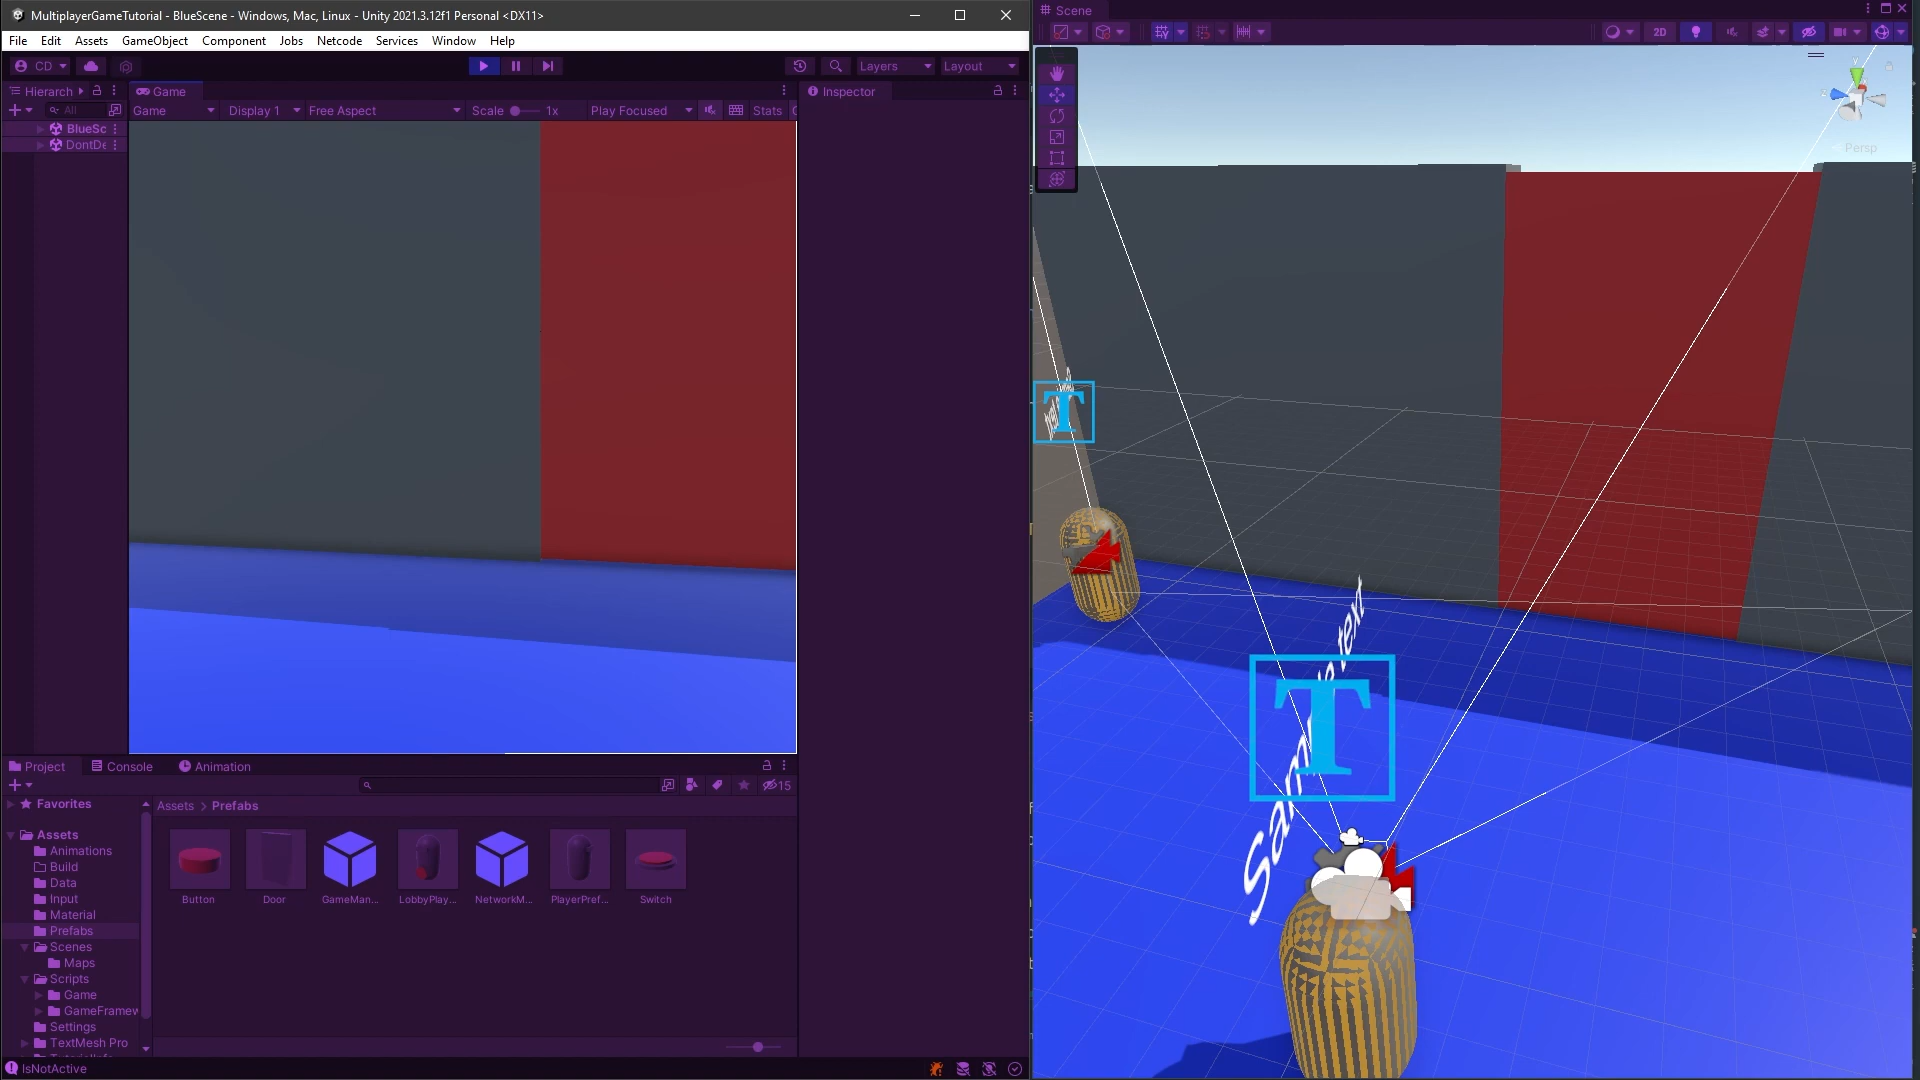 MultiplayerGameTutorial - BlueScene - Windows, Mac, Linux - Unity 2021.3.12f1 Personal <DX11>
File Edit Assets GameObject Component Jobs Netcode Services Window Help
CD
Layers Layout
Hierarch
All
BlueSc
DontDe
Game
Game Display 1 Free Aspect Scale 1x Play Focused Stats
Inspector
Scene
2D
y
Persp
T
T
Sample text
Project Console Animation
15
Favorites
Assets
Animations
Build
Data
Input
Material
Prefabs
Scenes
Maps
Scripts
Game
GameFramew
Settings
TextMesh Pro
Assets > Prefabs
Button Door GameMan... LobbyPlay... NetworkM... PlayerPref... Switch
IsNotActive